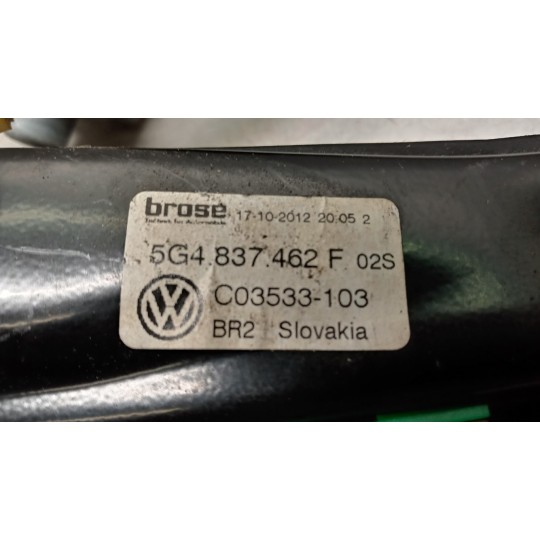 brose 17-10-2012 20:05 2
5G4.837.462 F 02S
C03533-103
BR2 Slovakia